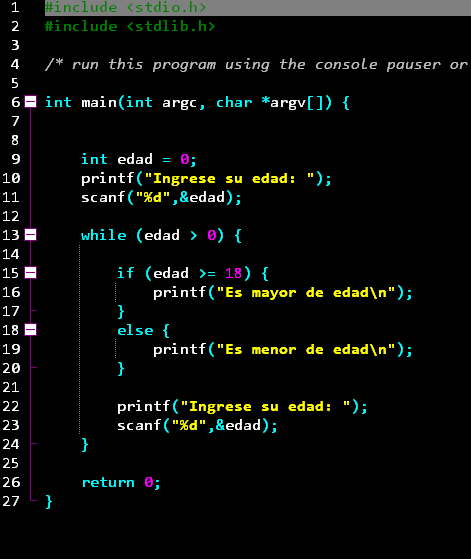 1 #include <stdio.h>
2 #include <stdlib.h>
3
4 /* run this program using the console pauser or
5
6 int main(int argc, char *argv[]) {
7
8
9 int edad = 0;
10 printf("Ingrese su edad: ");
11 scanf("%d",&edad);
12
13 while (edad > 0) {
14
15 if (edad >= 18) {
16 printf("Es mayor de edad\n");
17 }
18 else {
19 printf("Es menor de edad\n");
20 }
21
22 printf("Ingrese su edad: ");
23 scanf("%d",&edad);
24 }
25
26 return 0;
27 }